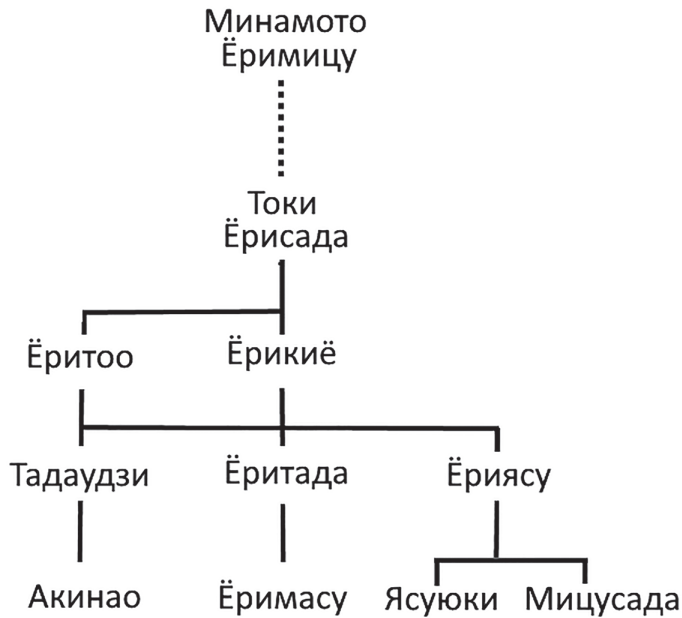 Минамото
Ёримицу
Токи
Ёрисада
Ёритоо
Ёрикиё
Тадаудзи
Ёритада
Ёриясу
Акинао
Ёримасу
Ясуюки
Мицусада